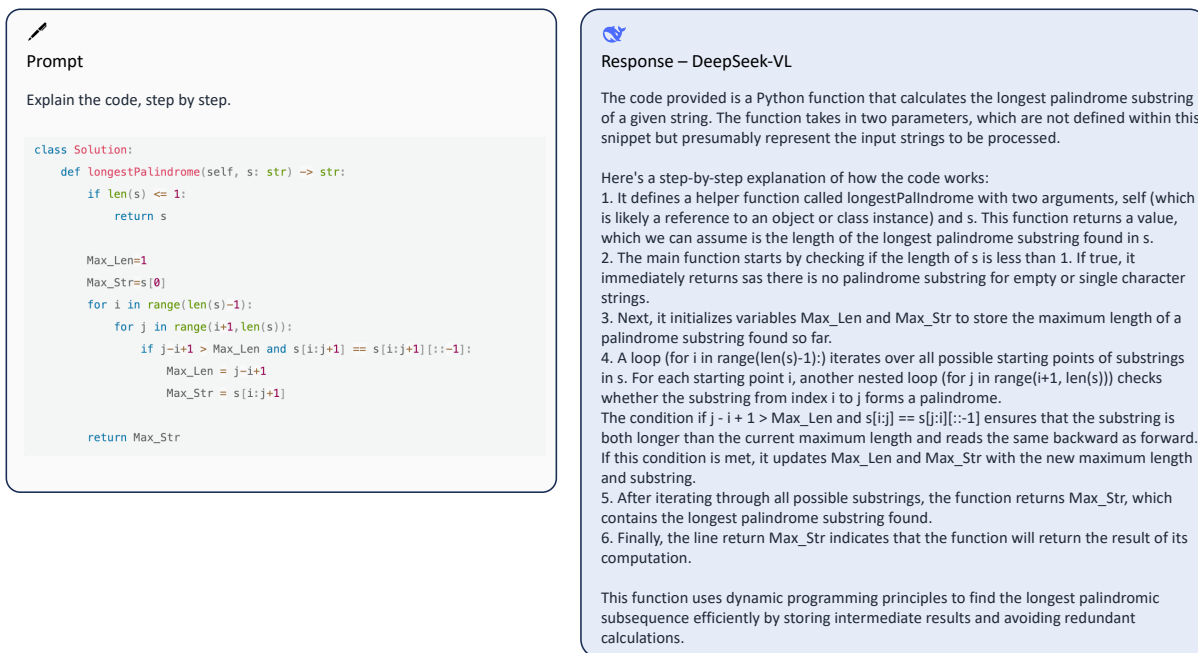 Prompt
Explain the code, step by step.
class Solution:
    def longestPalindrome(self, s: str) -> str:
        if len(s) <= 1:
            return s
        Max_Len=1
        Max_Str=s[0]
        for i in range(len(s)-1):
            for j in range(i+1,len(s)):
                if j-i+1 > Max_Len and s[i:j+1] == s[i:j+1][::-1]:
                    Max_Len = j-i+1
                    Max_Str = s[i:j+1]
        return Max_Str
Response – DeepSeek-VL
The code provided is a Python function that calculates the longest palindrome substring
of a given string. The function takes in two parameters, which are not defined within this
snippet but presumably represent the input strings to be processed.
Here's a step-by-step explanation of how the code works:
1. It defines a helper function called longestPalIndrome with two arguments, self (which
is likely a reference to an object or class instance) and s. This function returns a value,
which we can assume is the length of the longest palindrome substring found in s.
2. The main function starts by checking if the length of s is less than 1. If true, it
immediately returns sas there is no palindrome substring for empty or single character
strings.
3. Next, it initializes variables Max_Len and Max_Str to store the maximum length of a
palindrome substring found so far.
4. A loop (for i in range(len(s)-1):) iterates over all possible starting points of substrings
in s. For each starting point i, another nested loop (for j in range(i+1, len(s))) checks
whether the substring from index i to j forms a palindrome.
The condition if j - i + 1 > Max_Len and s[i:j] == s[j:i][::-1] ensures that the substring is
both longer than the current maximum length and reads the same backward as forward.
If this condition is met, it updates Max_Len and Max_Str with the new maximum length
and substring.
5. After iterating through all possible substrings, the function returns Max_Str, which
contains the longest palindrome substring found.
6. Finally, the line return Max_Str indicates that the function will return the result of its
computation.
This function uses dynamic programming principles to find the longest palindromic
subsequence efficiently by storing intermediate results and avoiding redundant
calculations.